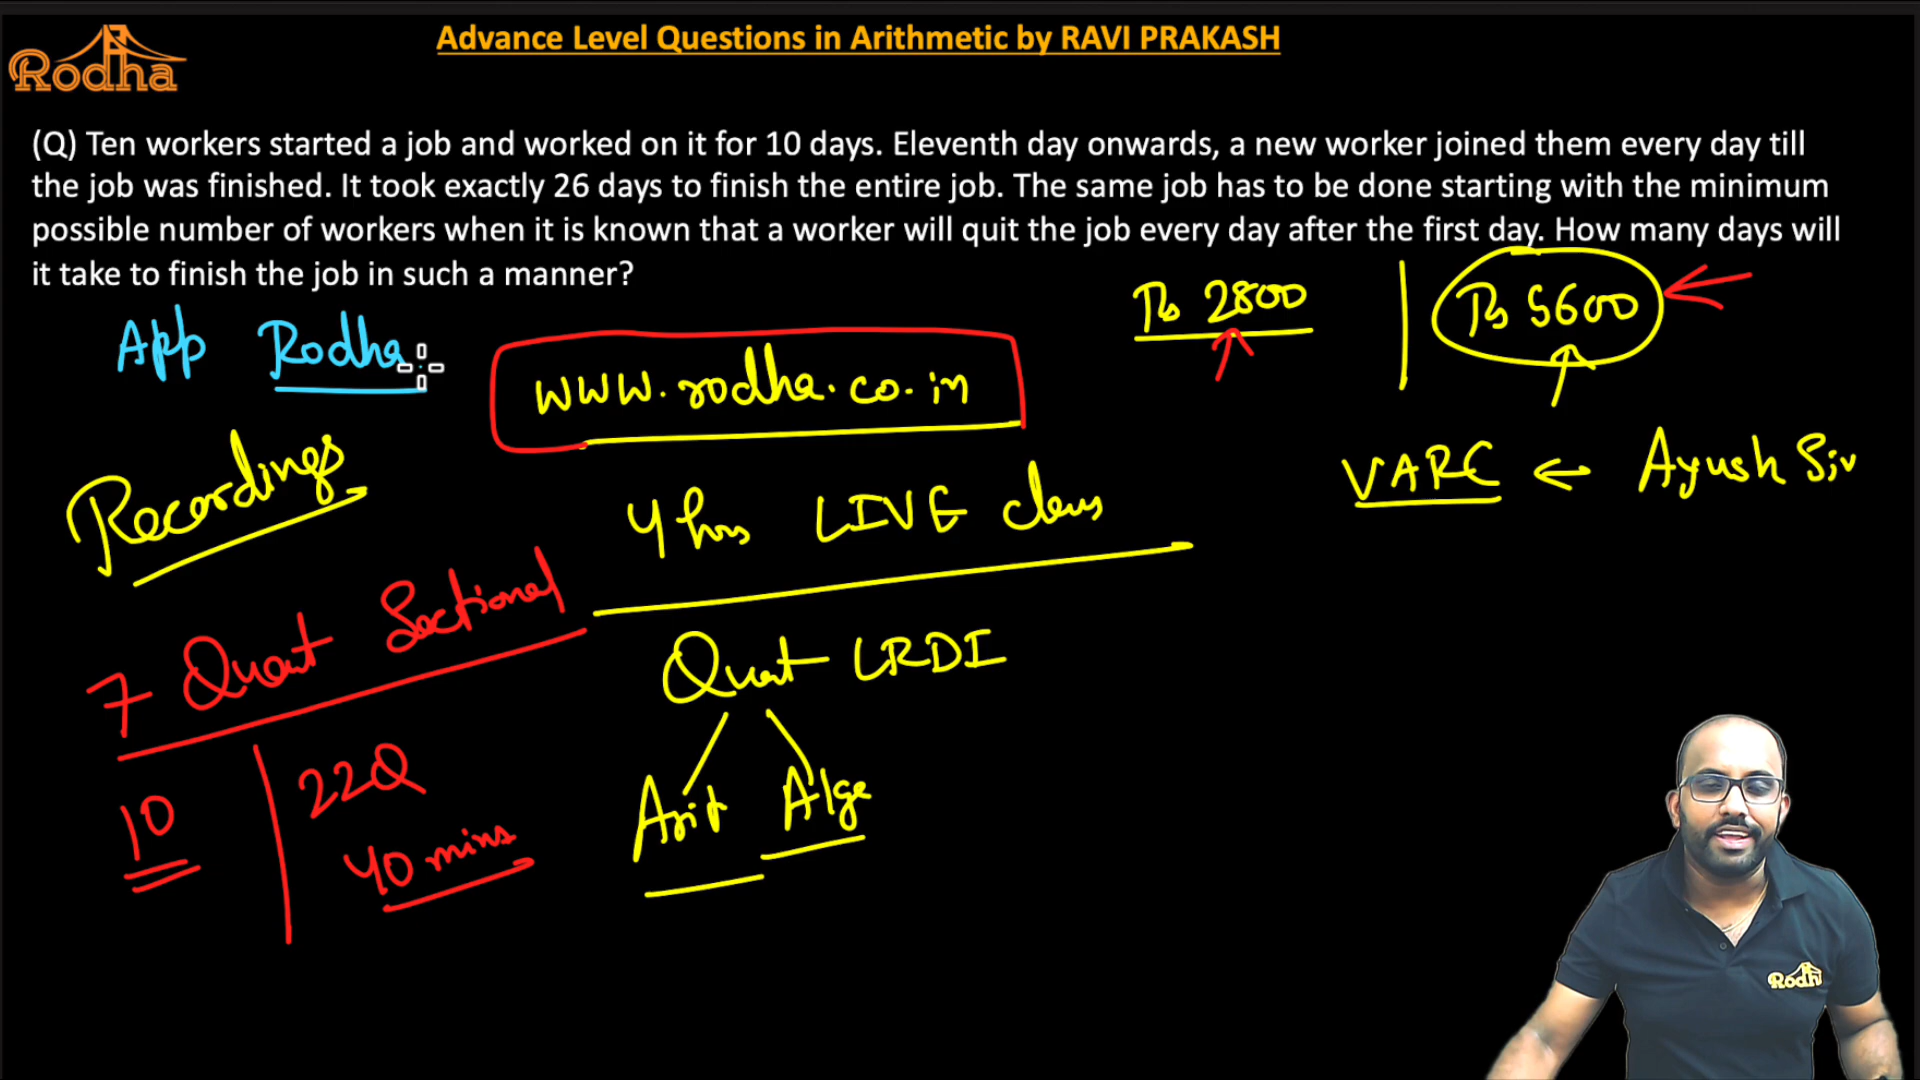 Advance Level Questions in Arithmetic by RAVI PRAKASH
Rodha
(Q) Ten workers started a job and worked on it for 10 days. Eleventh day onwards, a new worker joined them every day till
the job was finished. It took exactly 26 days to finish the entire job. The same job has to be done starting with the minimum
possible number of workers when it is known that a worker will quit the job every day after the first day. How many days will
it take to finish the job in such a manner?
Rs 2800
Rs 5600
App Rodha
www.rodha.co.in
Recordings
VARC ← Ayush Sir
4 hrs LIVE class
7 Quant Sectional
Quant LRDI
10
22Q
40 mins
Arit Alge
Rodh